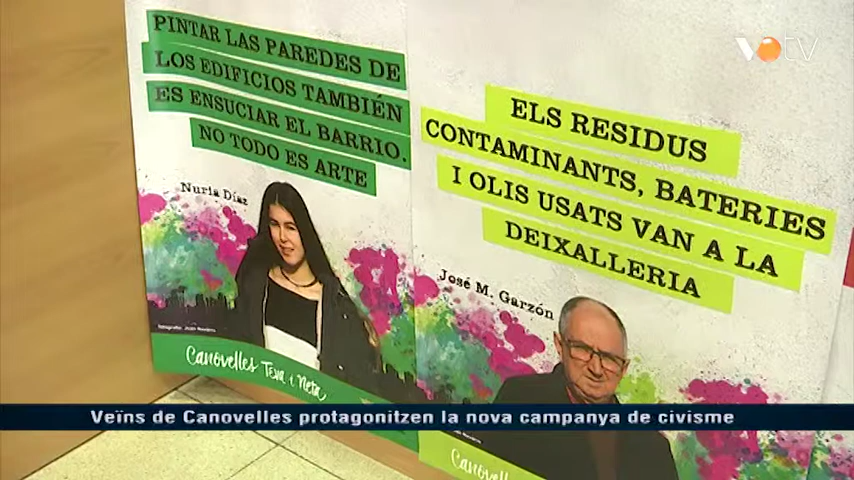 VOTV
PINTAR LAS PAREDES DE
LOS EDIFICIOS TAMBIÉN
ES ENSUCIAR EL BARRIO.
NO TODO ES ARTE
Nuria Díaz
Canovelles Teva i Neta
ELS RESIDUS
CONTAMINANTS, BATERIES
I OLIS USATS VAN A LA
DEIXALLERIA
José M. Garzón
Canovelles
Veïns de Canovelles protagonitzen la nova campanya de civisme